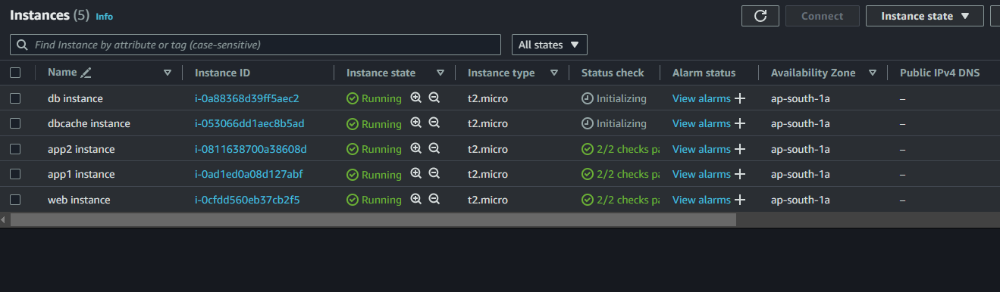 Instances (5) Info
Connect Instance state
Find Instance by attribute or tag (case-sensitive) All states
Name Instance ID Instance state Instance type Status check Alarm status Availability Zone Public IPv4 DNS
db instance i-0a88368d39ff5aec2 Running t2.micro Initializing View alarms + ap-south-1a –
dbcache instance i-053066dd1aec8b5ad Running t2.micro Initializing View alarms + ap-south-1a –
app2 instance i-0811638700a38608d Running t2.micro 2/2 checks pa View alarms + ap-south-1a –
app1 instance i-0ad1ed0a08d127abf Running t2.micro 2/2 checks pa View alarms + ap-south-1a –
web instance i-0cfdd560eb37cb2f5 Running t2.micro 2/2 checks pa View alarms + ap-south-1a –